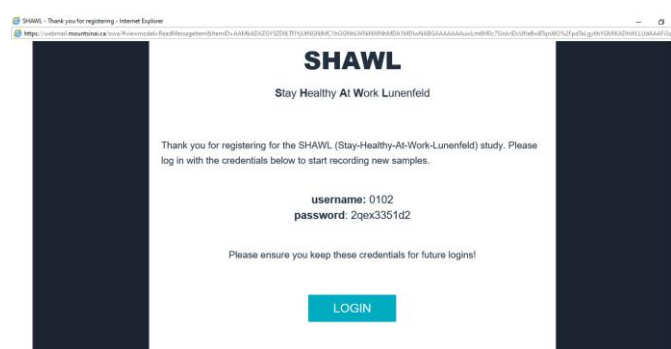 SHAWL - Thank you for registering - Internet Explorer
SHAWL
Stay Healthy At Work Lunenfeld
Thank you for registering for the SHAWL (Stay-Healthy-At-Work-Lunenfeld) study. Please
log in with the credentials below to start recording new samples.
username: 0102
password: 2qex3351d2
Please ensure you keep these credentials for future logins!
LOGIN